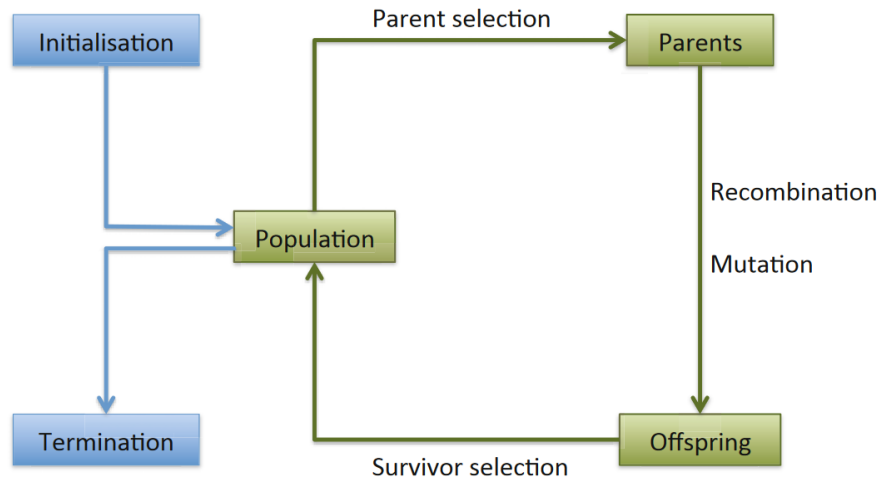 Parent selection
Initialisation
Parents
Recombination
Population
Mutation
Termination
Offspring
Survivor selection